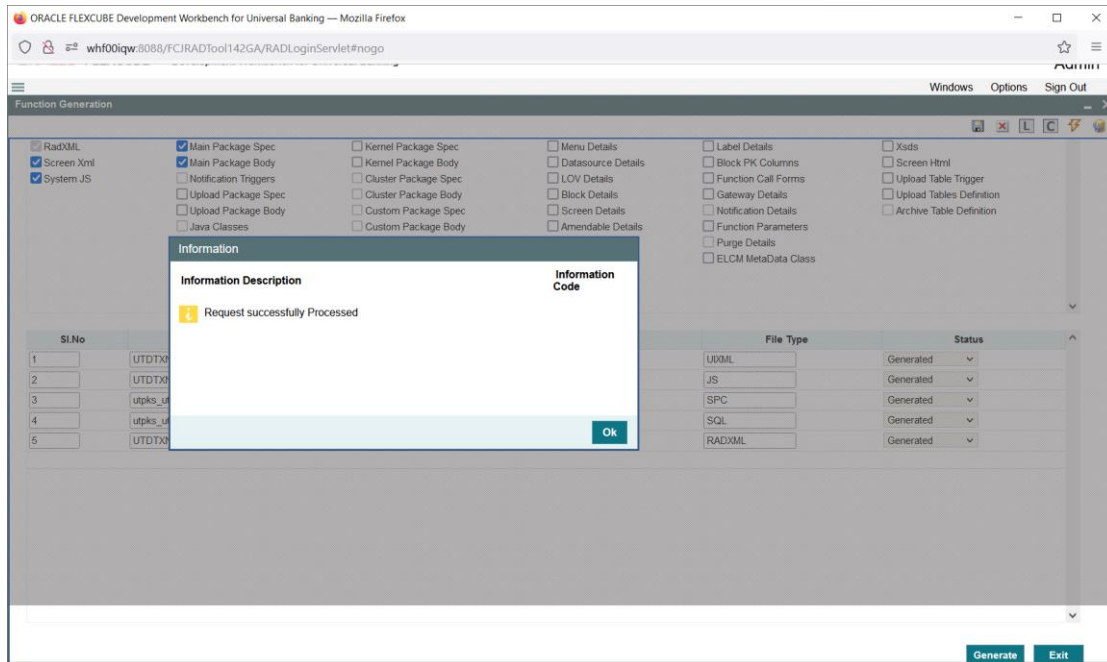 ORACLE FLEXCUBE Development Workbench for Universal Banking — Mozilla Firefox
whf00iqw:8088/FCJRADTool142GA/RADLoginServlet#nogo
Windows Options Sign Out
Function Generation
L C
RadXML Main Package Spec Kernel Package Spec Menu Details Label Details Xsds
Screen Xml Main Package Body Kernel Package Body Datasource Details Block PK Columns Screen Html
System JS Notification Triggers Cluster Package Spec LOV Details Function Call Forms Upload Table Trigger
Upload Package Spec Cluster Package Body Block Details Gateway Details Upload Tables Definition
Upload Package Body Custom Package Spec Screen Details Notification Details Archive Table Definition
Java Classes Custom Package Body Amendable Details Function Parameters
Purge Details
ELCM MetaData Class
Information
Information Description Information Code
Request successfully Processed
Ok
Sl.No File Type Status
1 UIXML Generated
2 JS Generated
3 SPC Generated
4 SQL Generated
5 RADXML Generated
Generate Exit